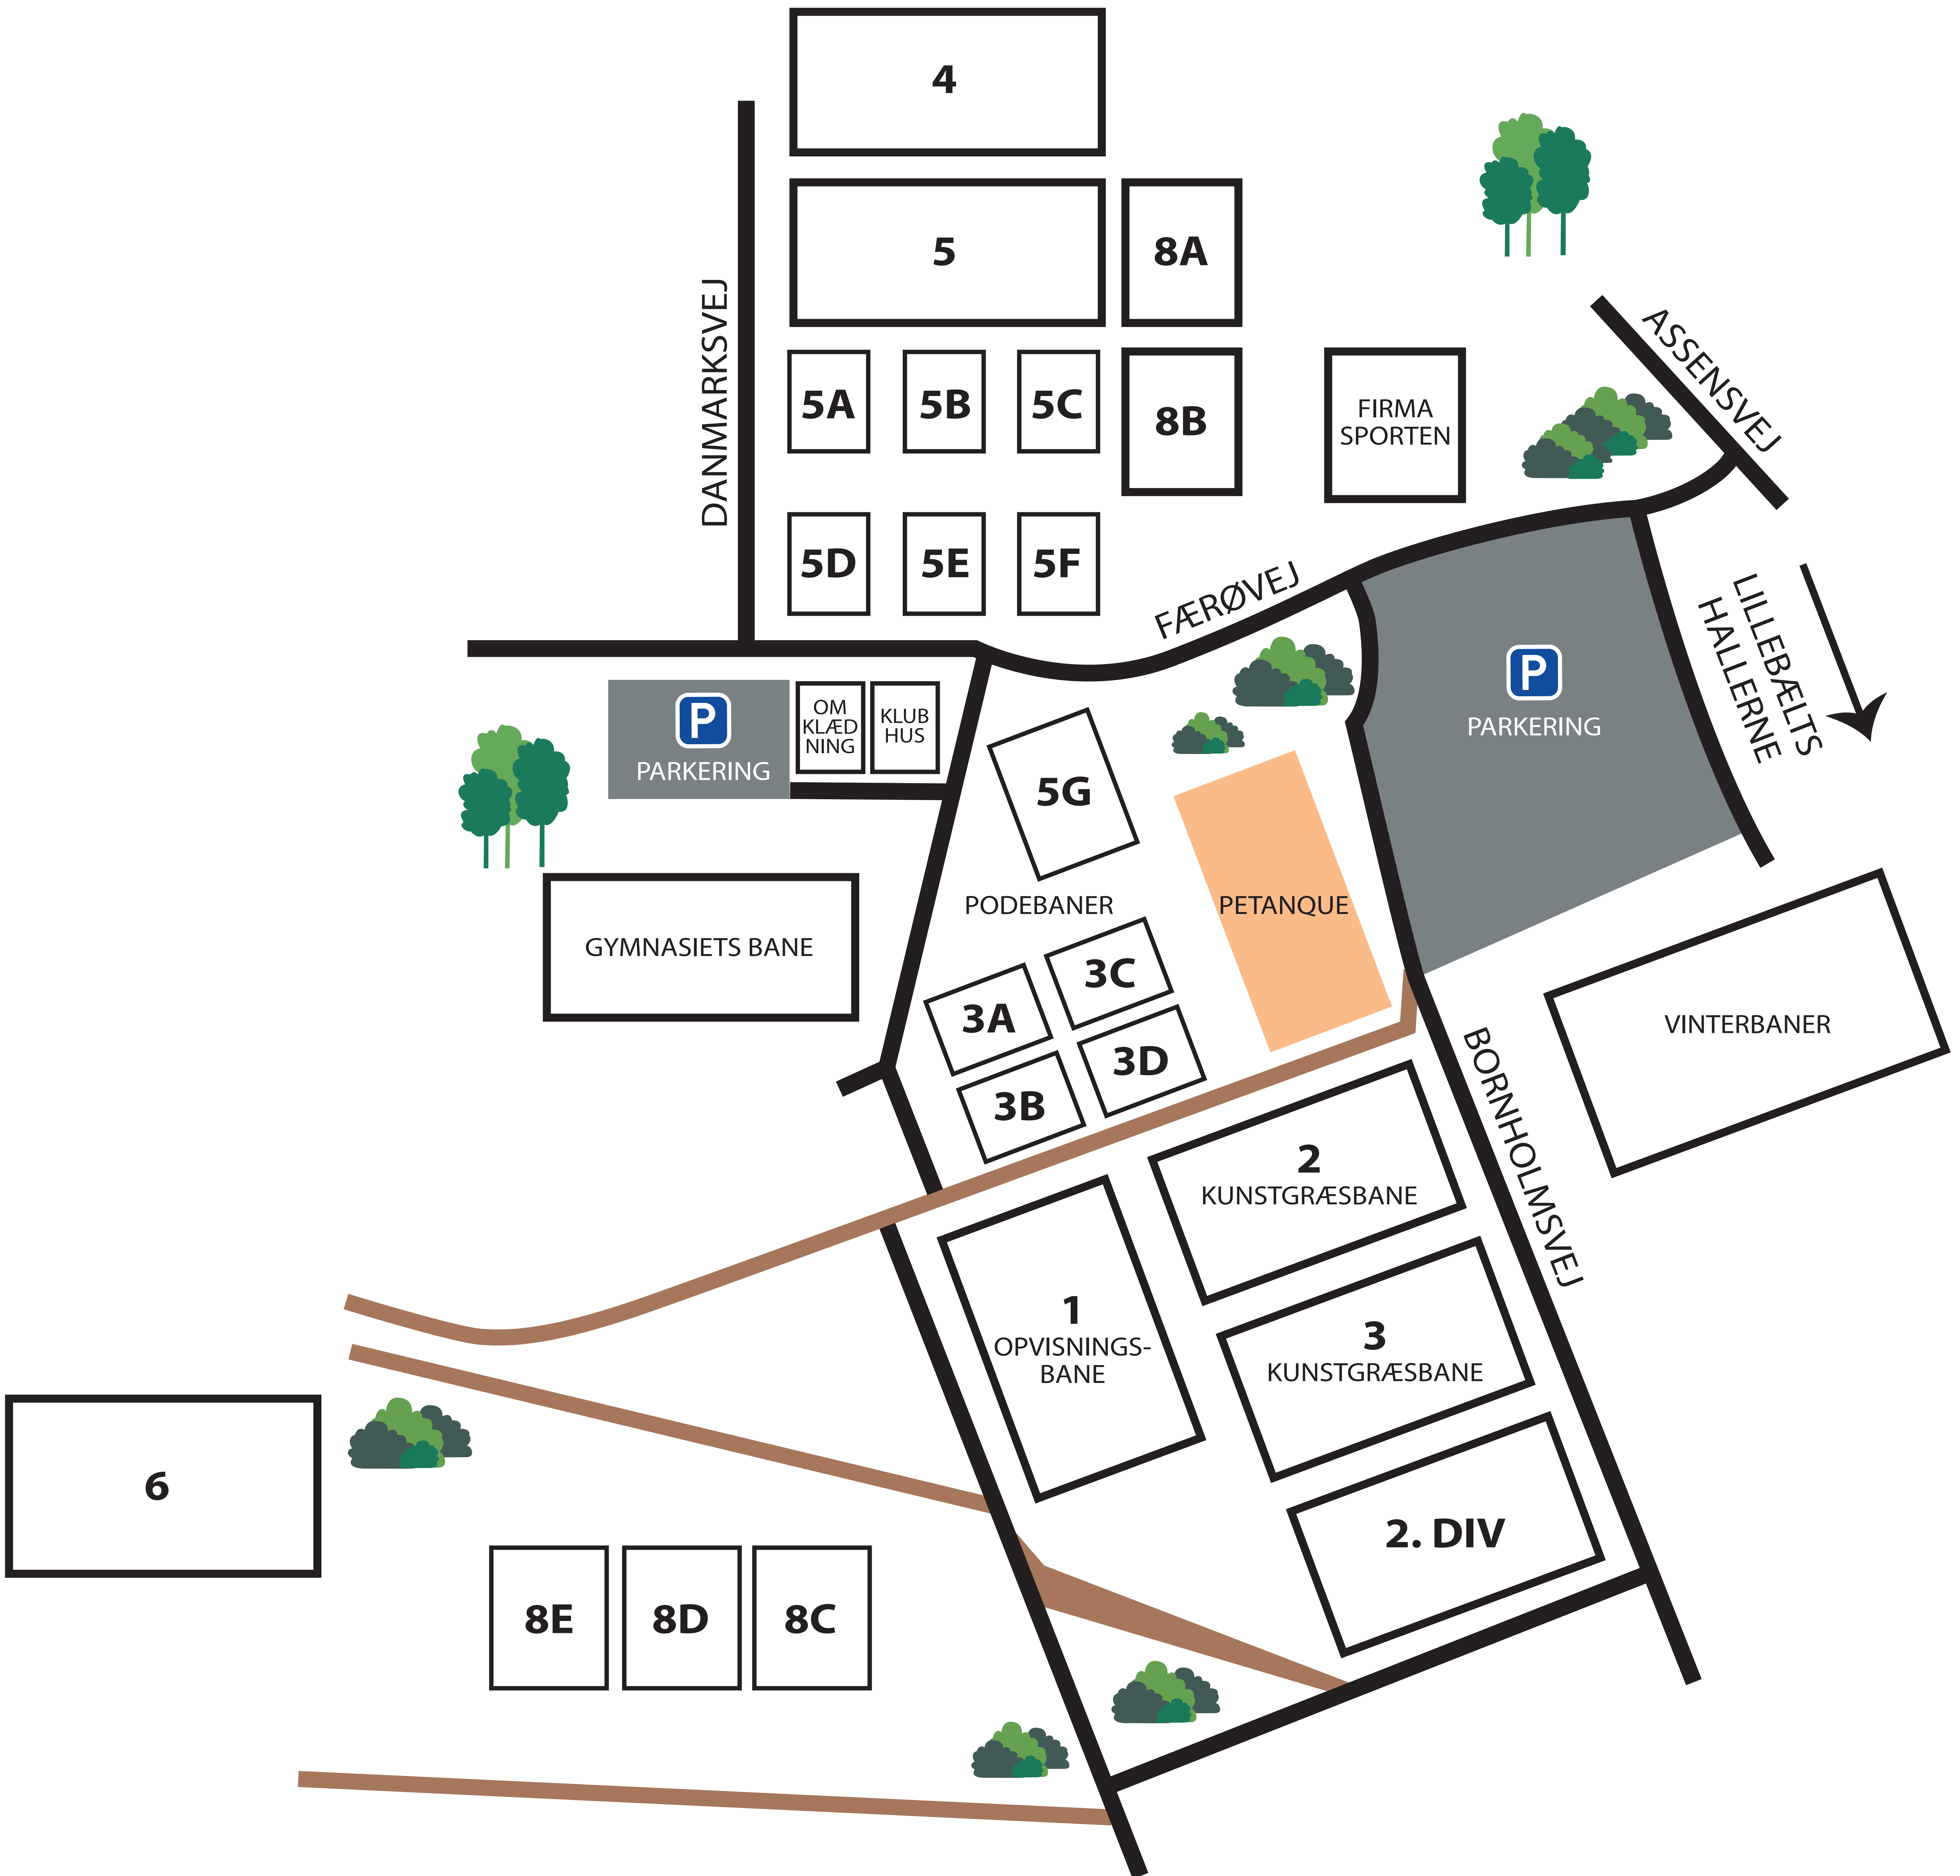 4
5
8A
DANMARKSVEJ
5A
5B
5C
8B
FIRMA
SPORTEN
ASSENSVEJ
5D
5E
5F
FÆRØVEJ
LILLEBÆLTS
HALLERNE
P
PARKERING
OM
KLÆD
NING
KLUB
HUS
P
PARKERING
5G
PODEBANER
PETANQUE
GYMNASIETS BANE
3C
3A
3D
3B
VINTERBANER
BORNHOLMSVEJ
2
KUNSTGRÆSBANE
1
OPVISNINGS-
BANE
3
KUNSTGRÆSBANE
6
2. DIV
8E
8D
8C